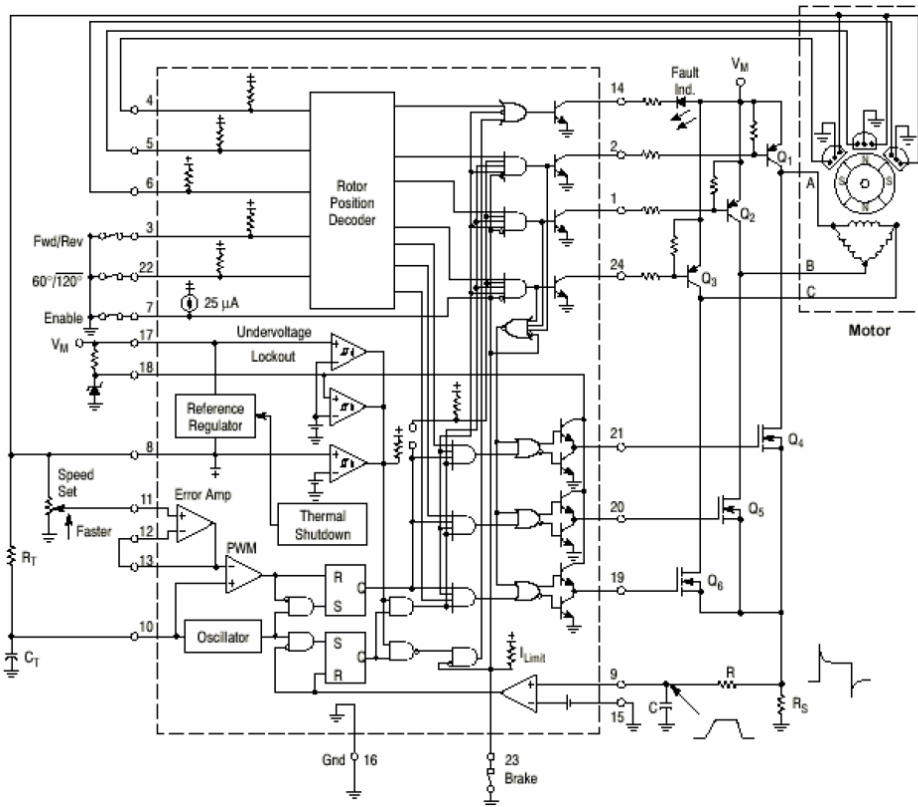 4
5
6
Fwd/Rev 3
60°/120° 22
Enable 7
25 µA
Rotor
Position
Decoder
14
2
1
24
Fault
Ind.
VM
Q1
Q2
Q3
A
B
C
N
S
S
N
Motor
VM 17
18
Undervoltage
Lockout
Reference
Regulator
8
Speed
Set
Faster
11
12
13
Error Amp
Thermal
Shutdown
PWM
RT
10
CT
Oscillator
R
Q
S
S
Q
R
21
20
19
Q4
Q5
Q6
ILimit
9
15
C
R
RS
Gnd 16
23
Brake